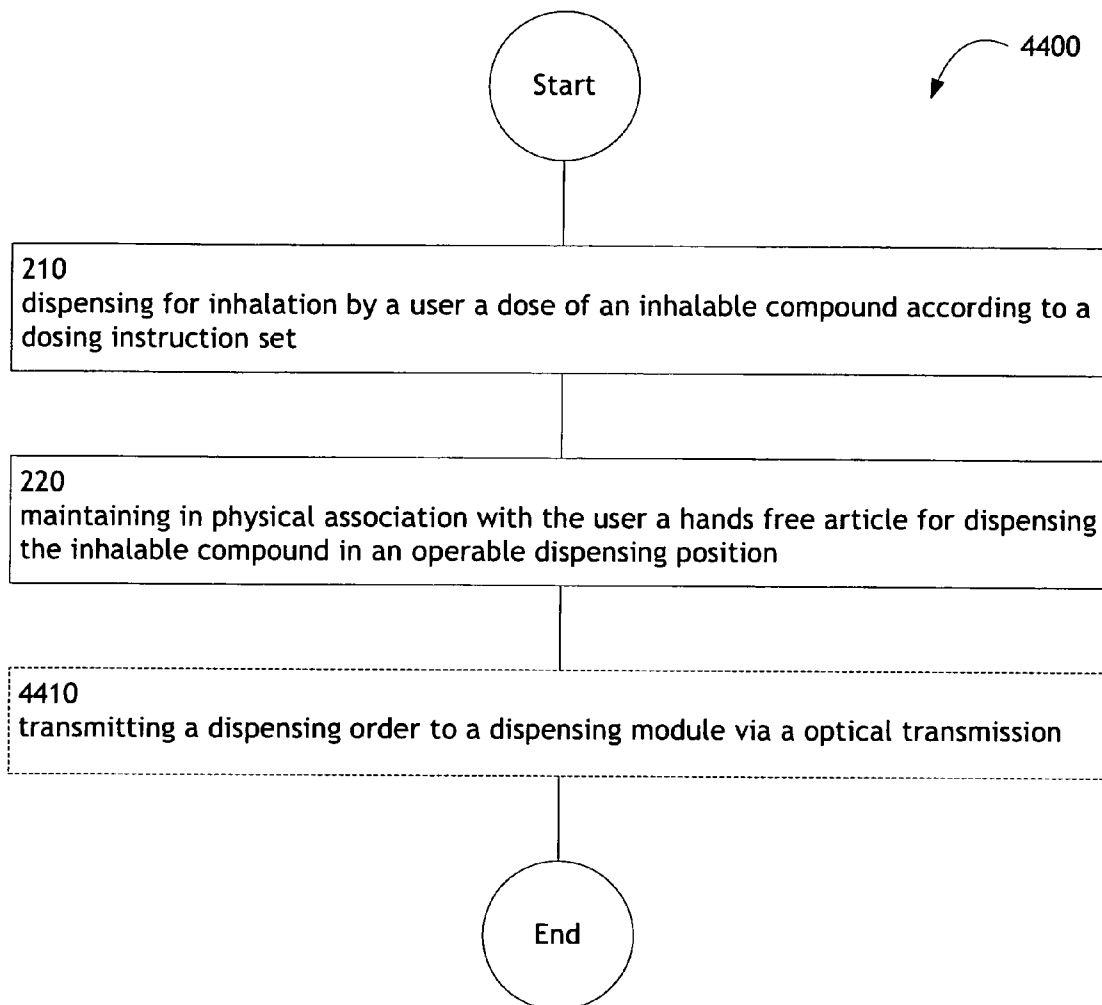 4400
Start
210
dispensing for inhalation by a user a dose of an inhalable compound according to a
dosing instruction set
220
maintaining in physical association with the user a hands free article for dispensing
the inhalable compound in an operable dispensing position
4410
transmitting a dispensing order to a dispensing module via a optical transmission
End